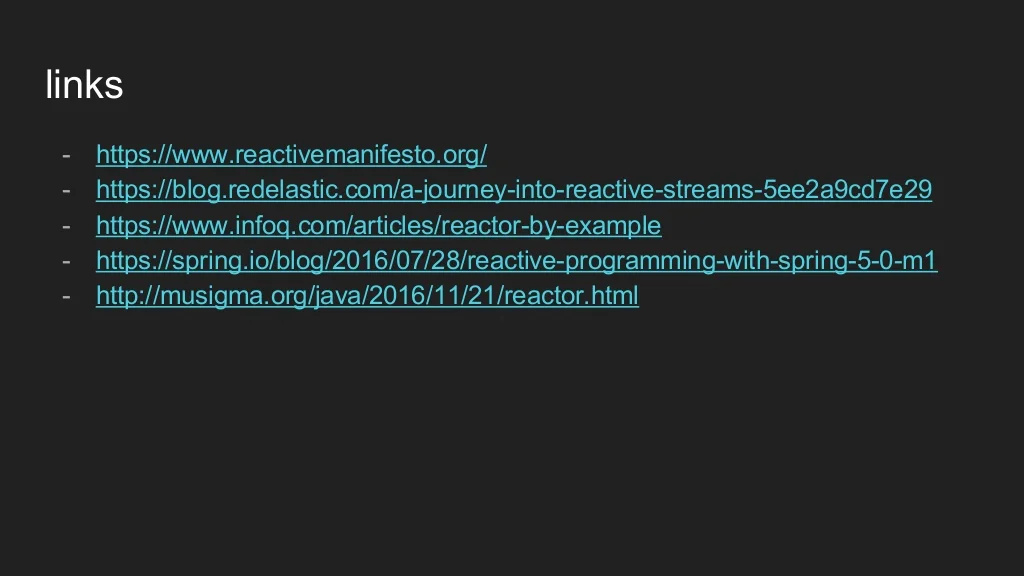 links
- https://www.reactivemanifesto.org/
- https://blog.redelastic.com/a-journey-into-reactive-streams-5ee2a9cd7e29
- https://www.infoq.com/articles/reactor-by-example
- https://spring.io/blog/2016/07/28/reactive-programming-with-spring-5-0-m1
- http://musigma.org/java/2016/11/21/reactor.html